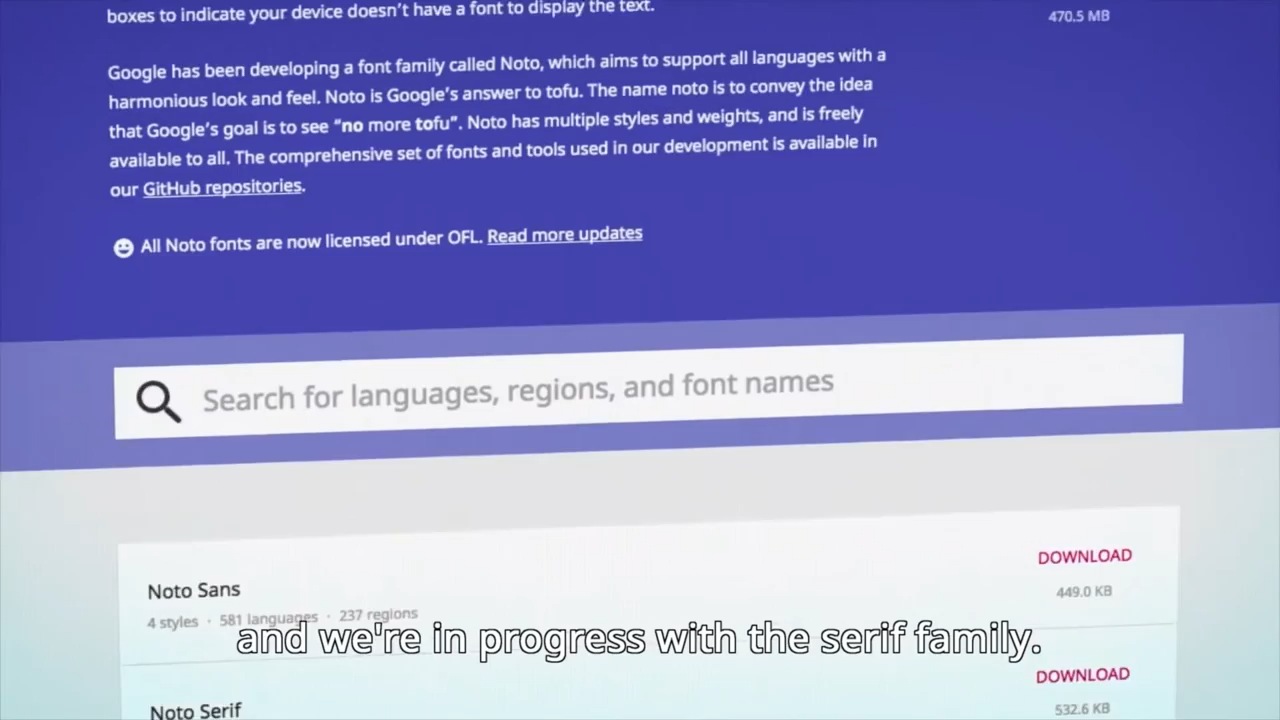 boxes to indicate your device doesn’t have a font to display the text.
470.5 MB
Google has been developing a font family called Noto, which aims to support all languages with a
harmonious look and feel. Noto is Google’s answer to tofu. The name noto is to convey the idea
that Google’s goal is to see “no more tofu”. Noto has multiple styles and weights, and is freely
available to all. The comprehensive set of fonts and tools used in our development is available in
our GitHub repositories.
All Noto fonts are now licensed under OFL. Read more updates
Search for languages, regions, and font names
Noto Sans
DOWNLOAD
4 styles · 581 languages · 237 regions
449.0 KB
and we're in progress with the serif family.
Noto Serif
DOWNLOAD
532.6 KB